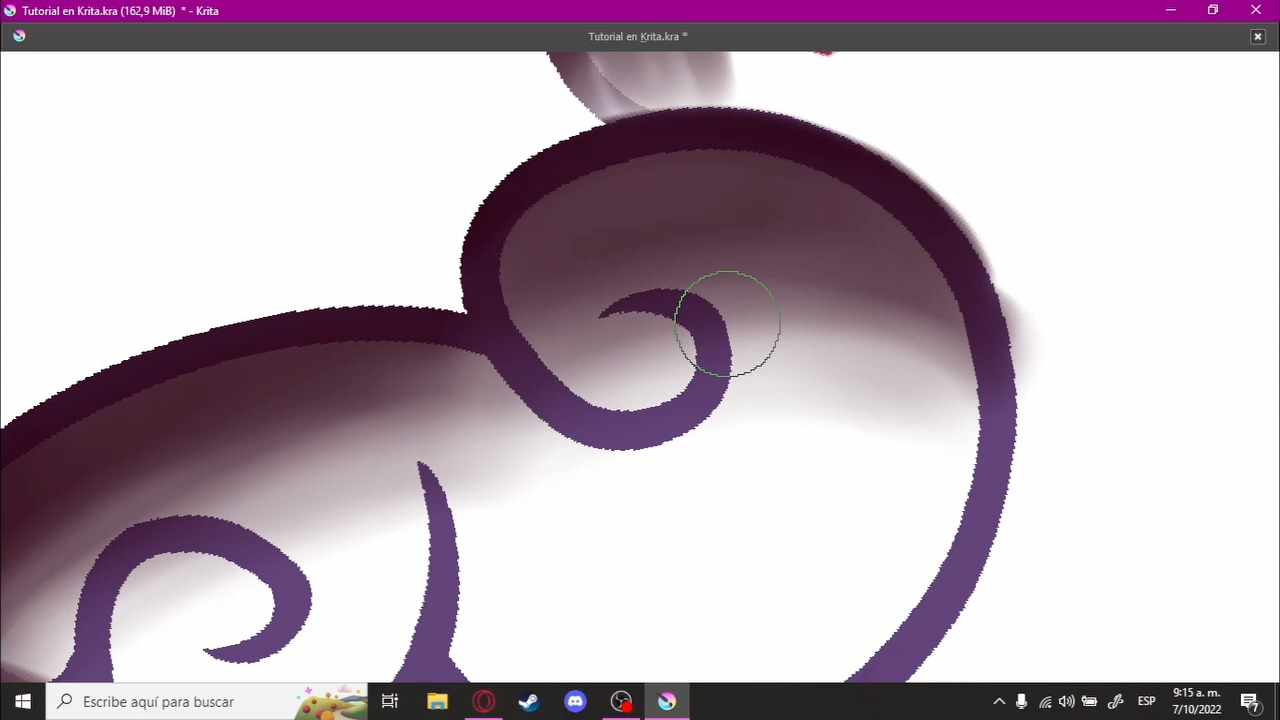 Tutorial en Krita.kra (162,9 MiB) * - Krita
Tutorial en Krita.kra *
Escribe aquí para buscar
ESP
9:15 a. m.
7/10/2022
7